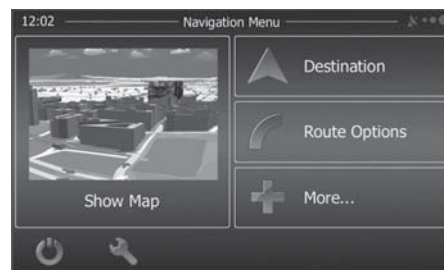 12:02 Navigation Menu
Destination
Route Options
Show Map
More...